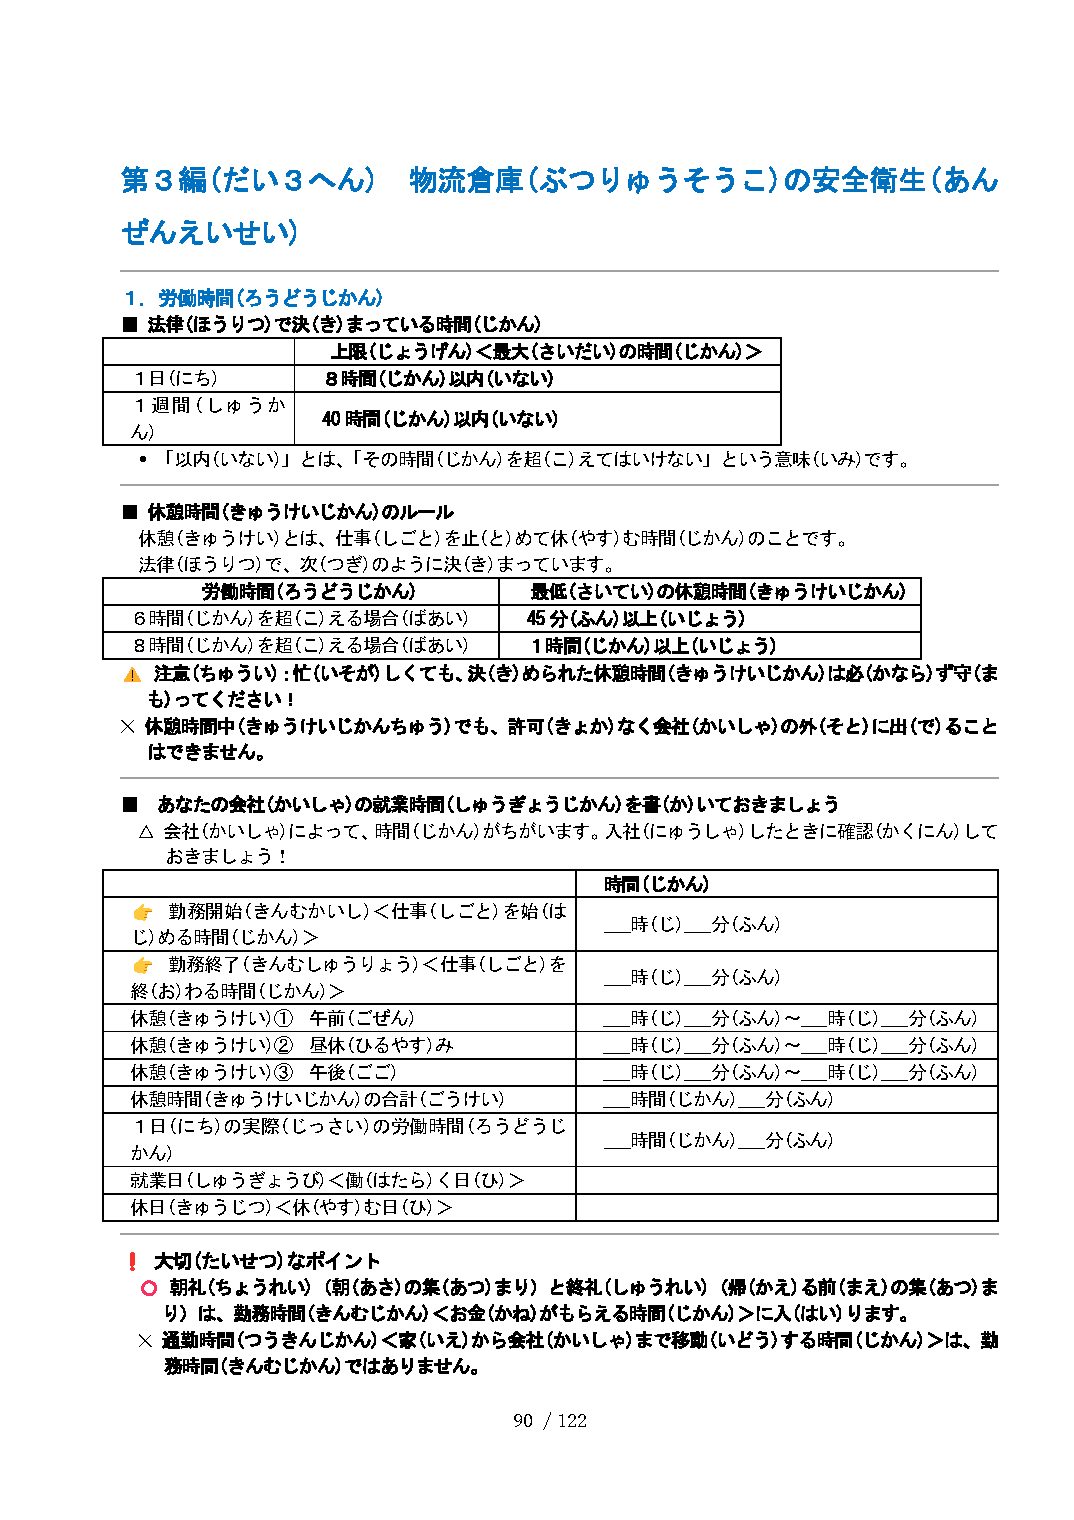 第３編(だい３へん)　物流倉庫(ぶつりゅうそうこ)の安全衛生(あん
ぜんえいせい)
１．労働時間(ろうどうじかん)
■ 法律(ほうりつ)で決(き)まっている時間(じかん)
上限(じょうげん)＜最大(さいだい)の時間(じかん)＞
１日(にち)　８時間(じかん)以内(いない)
１週間(しゅうか
ん)　40 時間(じかん)以内(いない)
• 「以内(いない)」とは、「その時間(じかん)を超(こ)えてはいけない」という意味(いみ)です。
■ 休憩時間(きゅうけいじかん)のルール
休憩(きゅうけい)とは、仕事(しごと)を止(と)めて休(やす)む時間(じかん)のことです。
法律(ほうりつ)で、次(つぎ)のように決(き)まっています。
労働時間(ろうどうじかん)　最低(さいてい)の休憩時間(きゅうけいじかん)
６時間(じかん)を超(こ)える場合(ばあい)　45 分(ふん)以上(いじょう)
８時間(じかん)を超(こ)える場合(ばあい)　１時間(じかん)以上(いじょう)
⚠ 注意(ちゅうい)：忙(いそが)しくても、決(き)められた休憩時間(きゅうけいじかん)は必(かなら)ず守(ま
も)ってください！
× 休憩時間中(きゅうけいじかんちゅう)でも、許可(きょか)なく会社(かいしゃ)の外(そと)に出(で)ること
はできません。
■　あなたの会社(かいしゃ)の就業時間(しゅうぎょうじかん)を書(か)いておきましょう
△ 会社(かいしゃ)によって、時間(じかん)がちがいます。入社(にゅうしゃ)したときに確認(かくにん)して
おきましょう！
時間(じかん)
👉 勤務開始(きんむかいし)＜仕事(しごと)を始(は
じ)める時間(じかん)＞　___時(じ)___分(ふん)
👉 勤務終了(きんむしゅうりょう)＜仕事(しごと)を
終(お)わる時間(じかん)＞　___時(じ)___分(ふん)
休憩(きゅうけい)①　午前(ごぜん)　___時(じ)___分(ふん)～___時(じ)___分(ふん)
休憩(きゅうけい)②　昼休(ひるやす)み　___時(じ)___分(ふん)～___時(じ)___分(ふん)
休憩(きゅうけい)③　午後(ごご)　___時(じ)___分(ふん)～___時(じ)___分(ふん)
休憩時間(きゅうけいじかん)の合計(ごうけい)　___時間(じかん)___分(ふん)
１日(にち)の実際(じっさい)の労働時間(ろうどうじ
かん)　___時間(じかん)___分(ふん)
就業日(しゅうぎょうび)＜働(はたら)く日(ひ)＞
休日(きゅうじつ)＜休(やす)む日(ひ)＞
❗ 大切(たいせつ)なポイント
⭕ 朝礼(ちょうれい)（朝(あさ)の集(あつ)まり）と終礼(しゅうれい)（帰(かえ)る前(まえ)の集(あつ)ま
り）は、勤務時間(きんむじかん)＜お金(かね)がもらえる時間(じかん)＞に入(はい)ります。
× 通勤時間(つうきんじかん)＜家(いえ)から会社(かいしゃ)まで移動(いどう)する時間(じかん)＞は、勤
務時間(きんむじかん)ではありません。
90 / 122